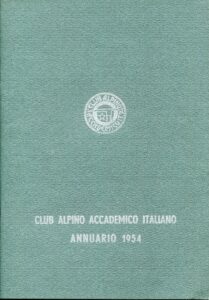 CLUB ALPINO ACCADEMICO ITALIANO
ANNUARIO 1954